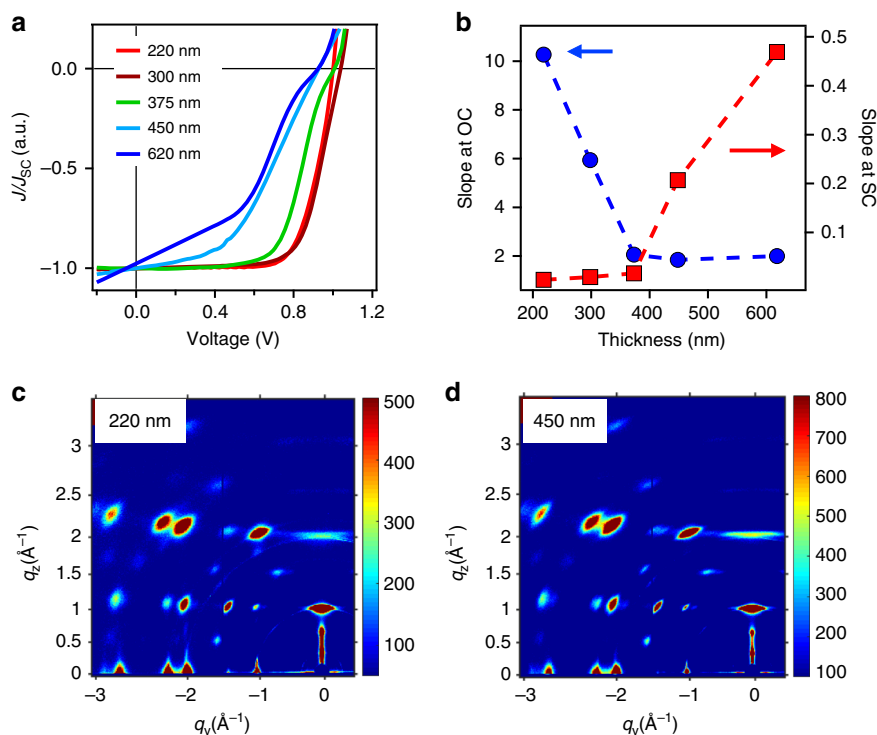 a
220 nm
300 nm
375 nm
450 nm
620 nm
0.0
−0.5
−1.0
J/JSC (a.u.)
0.0
0.4
0.8
1.2
Voltage (V)
b
10
8
6
4
2
Slope at OC
0.5
0.4
0.3
0.2
0.1
Slope at SC
200
300
400
500
600
Thickness (nm)
c
220 nm
3
2.5
2
1.5
1
0.5
0
qz(Å−1)
−3
−2
−1
0
qy(Å−1)
500
400
300
200
100
d
450 nm
3
2.5
2
1.5
1
0.5
0
qz(Å−1)
−3
−2
−1
0
qy(Å−1)
800
700
600
500
400
300
200
100